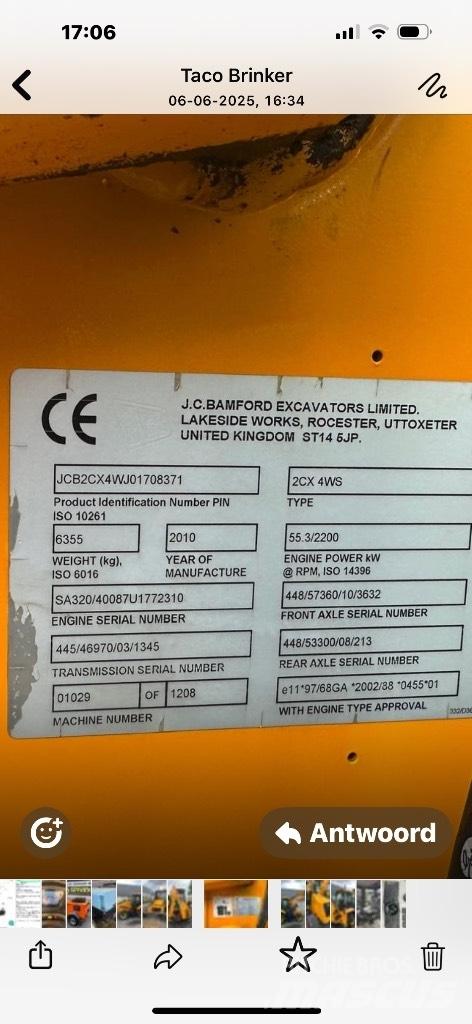 17:06
Taco Brinker
06-06-2025, 16:34
CE
J.C.BAMFORD EXCAVATORS LIMITED.
LAKESIDE WORKS, ROCESTER, UTTOXETER
UNITED KINGDOM ST14 5JP.
JCB2CX4WJ01708371
Product Identification Number PIN
ISO 10261
2CX 4WS
TYPE
6355
WEIGHT (kg),
ISO 6016
2010
YEAR OF
MANUFACTURE
55.3/2200
ENGINE POWER kW
@ RPM, ISO 14396
SA320/40087U1772310
ENGINE SERIAL NUMBER
448/57360/10/3632
FRONT AXLE SERIAL NUMBER
445/46970/03/1345
TRANSMISSION SERIAL NUMBER
448/53300/08/213
REAR AXLE SERIAL NUMBER
01029 OF 1208
MACHINE NUMBER
e11*97/68GA *2002/88 *0455*01
WITH ENGINE TYPE APPROVAL
Antwoord
RITCHIE BROS.
mascus